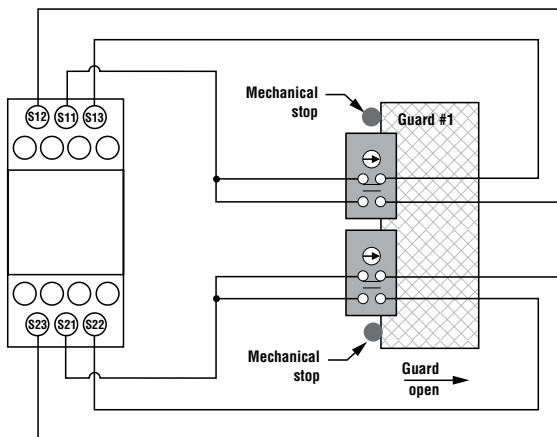 S12 S11 S13
Mechanical
stop
Guard #1
S23 S21 S22
Mechanical
stop
Guard
open